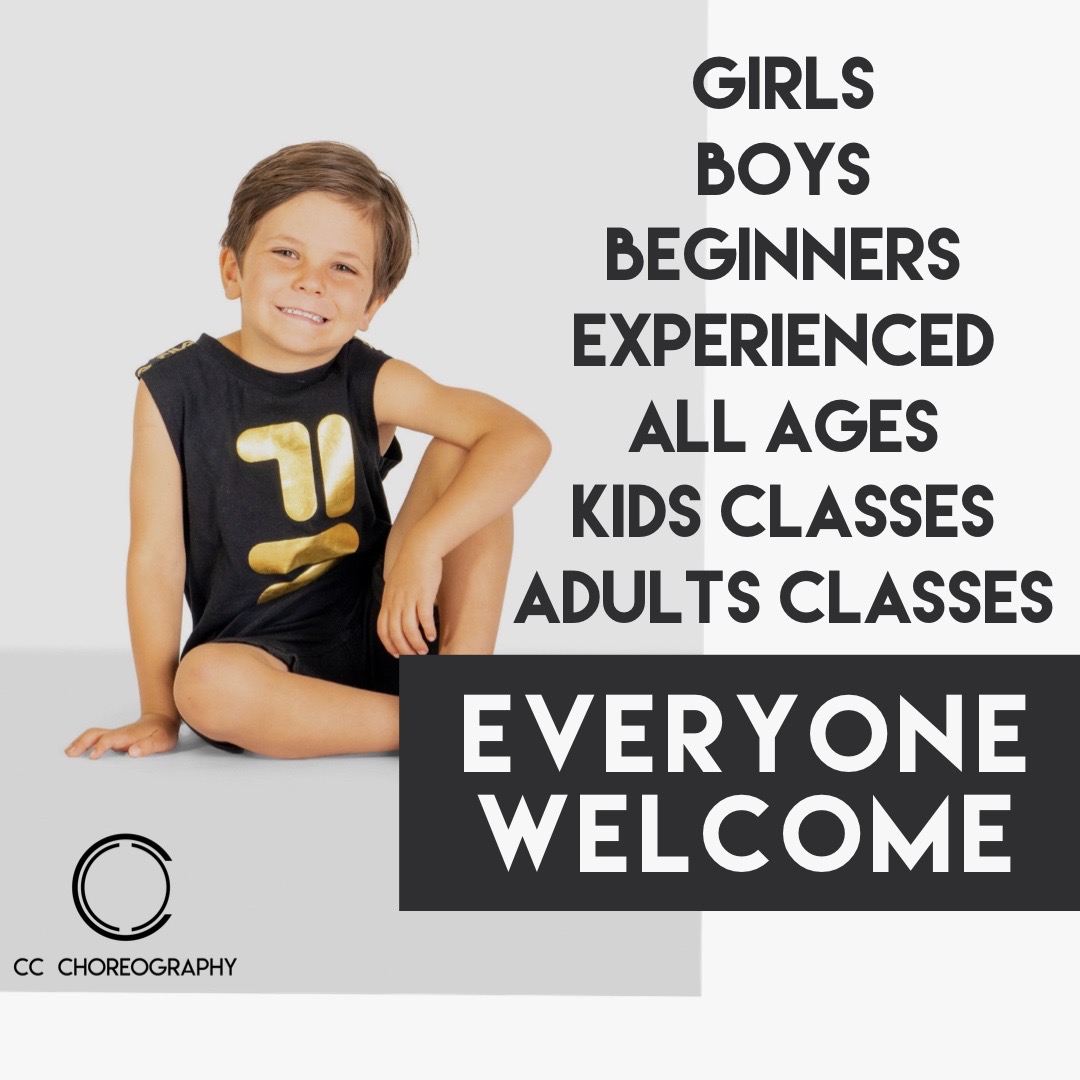 GIRLS
BOYS
BEGINNERS
EXPERIENCED
ALL AGES
KIDS CLASSES
ADULTS CLASSES
EVERYONE
WELCOME
CC CHOREOGRAPHY